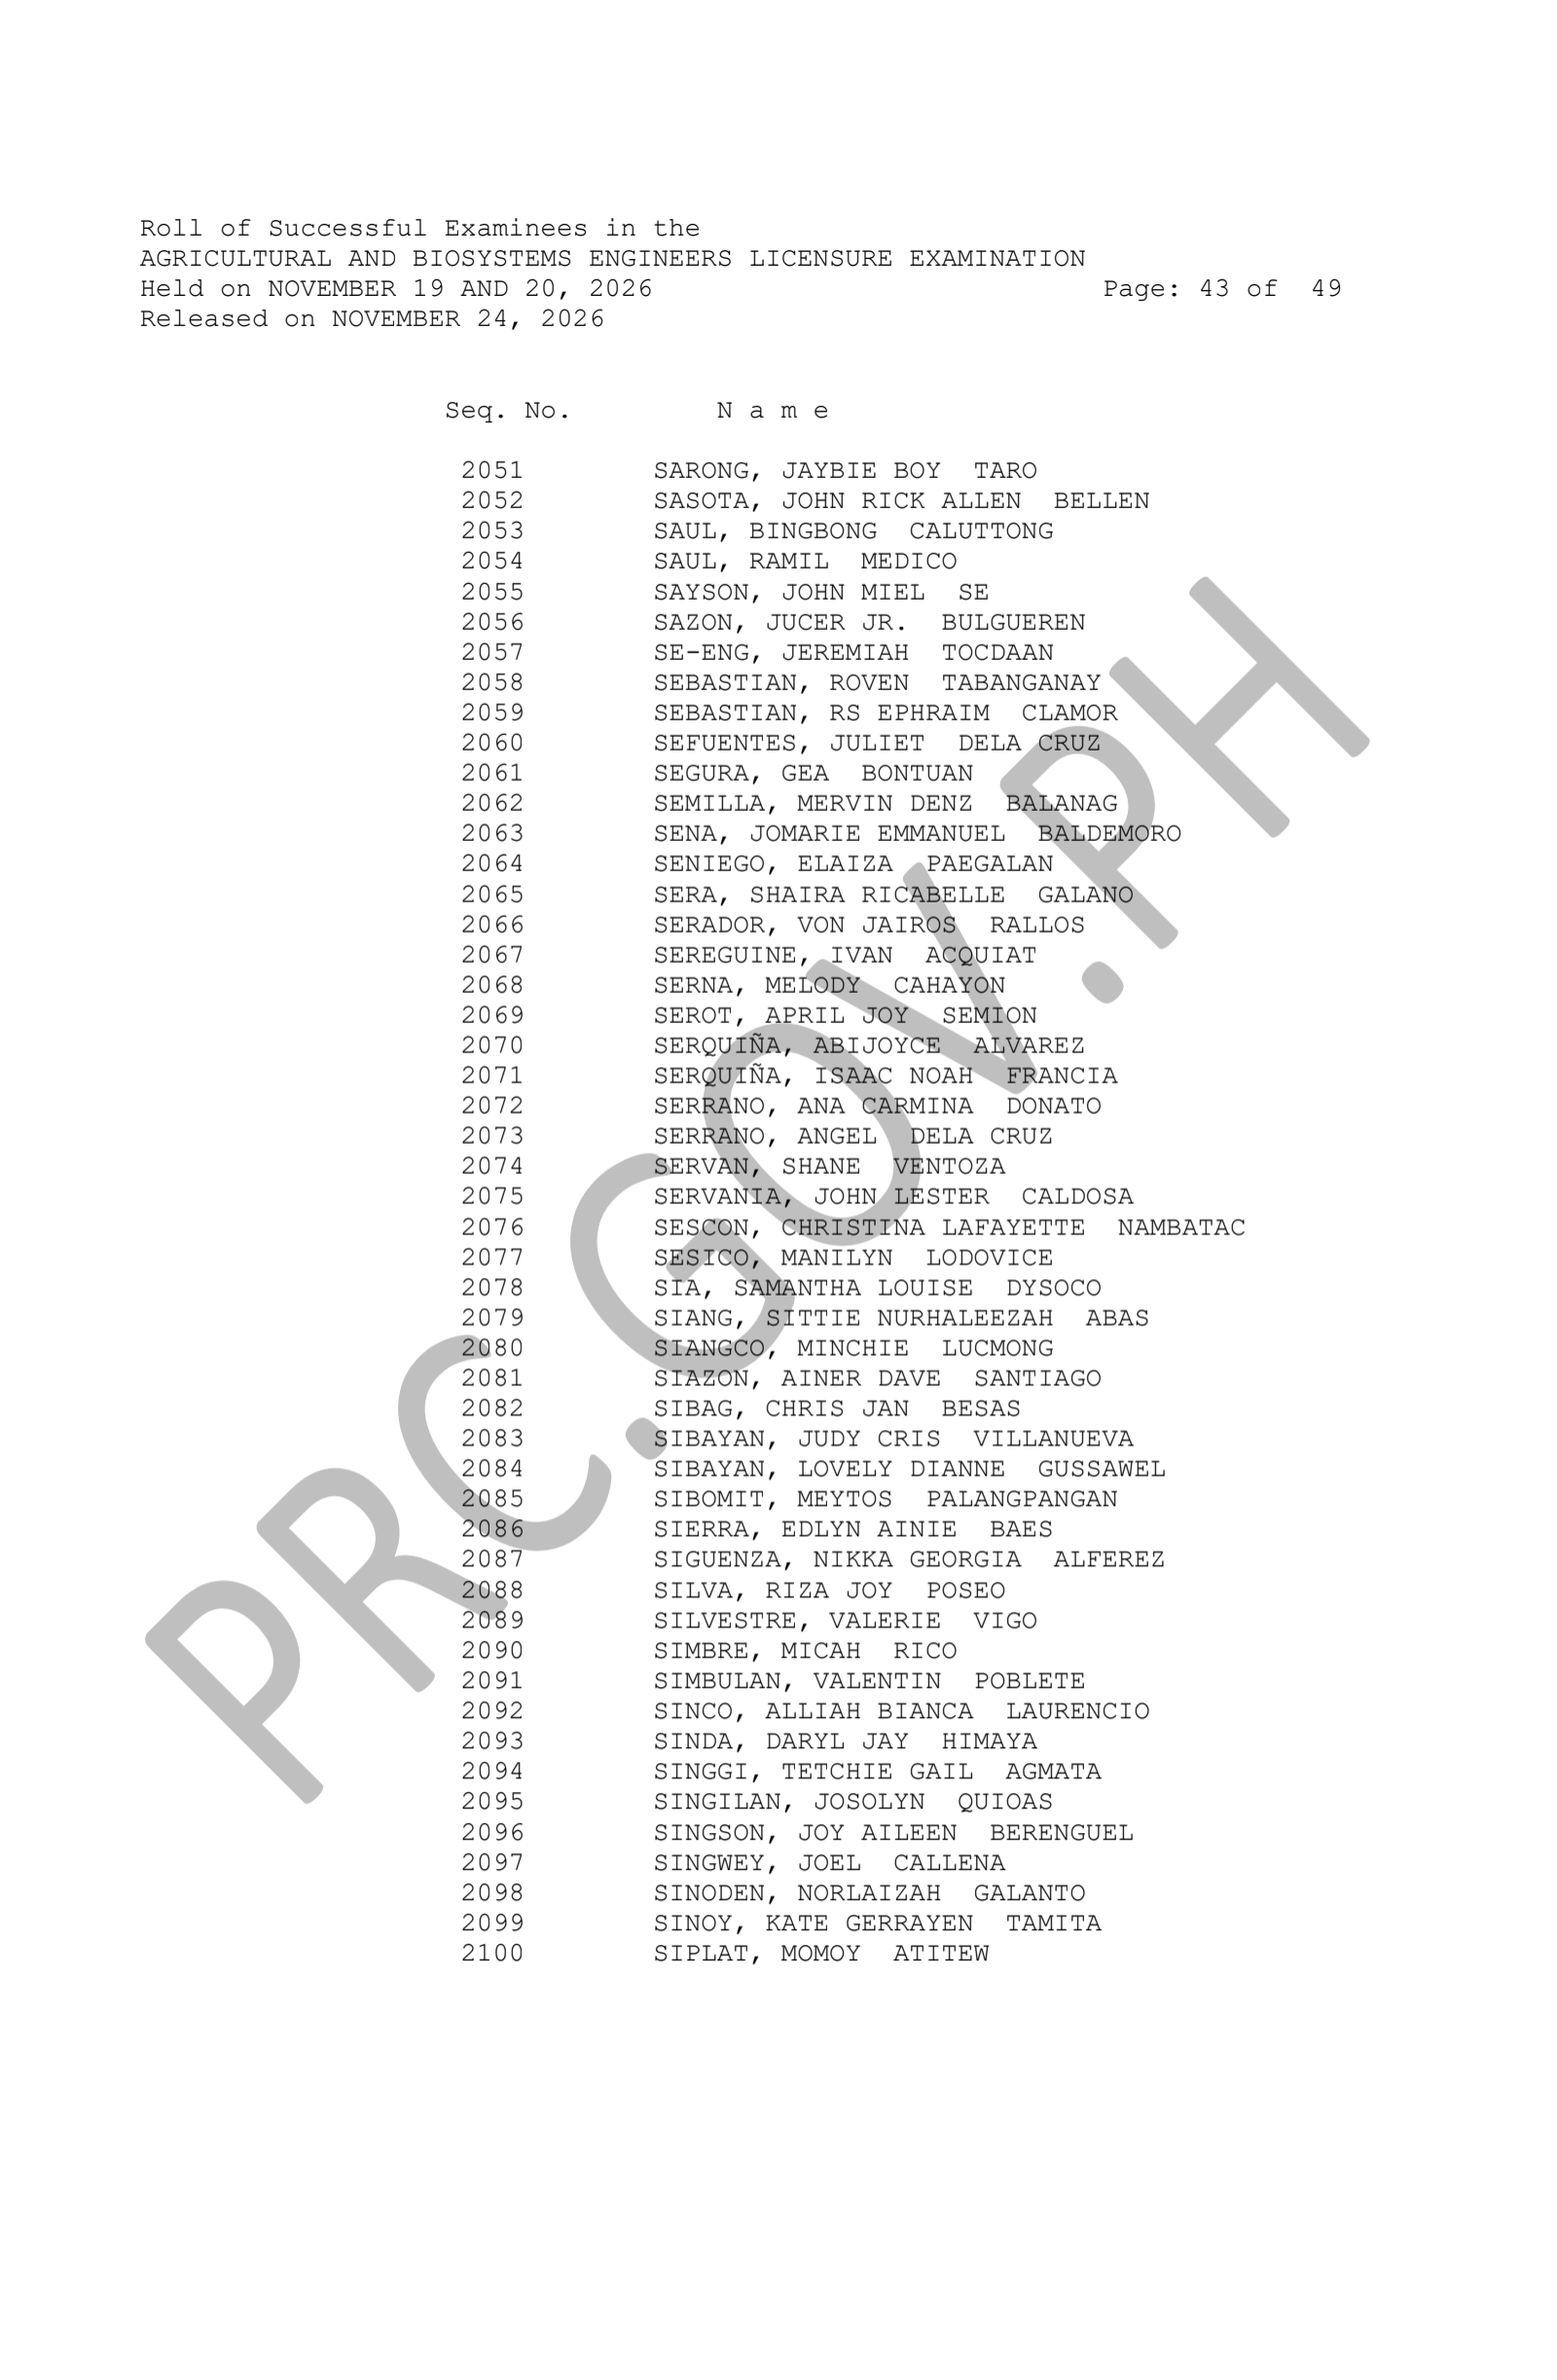 Roll of Successful Examinees in the
AGRICULTURAL AND BIOSYSTEMS ENGINEERS LICENSURE EXAMINATION
Held on NOVEMBER 19 AND 20, 2026 Page: 43 of 49
Released on NOVEMBER 24, 2026
Seq. No. N a m e
2051 SARONG, JAYBIE BOY TARO
2052 SASOTA, JOHN RICK ALLEN BELLEN
2053 SAUL, BINGBONG CALUTTONG
2054 SAUL, RAMIL MEDICO
2055 SAYSON, JOHN MIEL SE
2056 SAZON, JUCER JR. BULGUEREN
2057 SE-ENG, JEREMIAH TOCDAAN
2058 SEBASTIAN, ROVEN TABANGANAY
2059 SEBASTIAN, RS EPHRAIM CLAMOR
2060 SEFUENTES, JULIET DELA CRUZ
2061 SEGURA, GEA BONTUAN
2062 SEMILLA, MERVIN DENZ BALANAG
2063 SENA, JOMARIE EMMANUEL BALDEMORO
2064 SENIEGO, ELAIZA PAEGALAN
2065 SERA, SHAIRA RICABELLE GALANO
2066 SERADOR, VON JAIROS RALLOS
2067 SEREGUINE, IVAN ACQUIAT
2068 SERNA, MELODY CAHAYON
2069 SEROT, APRIL JOY SEMION
2070 SERQUIÑA, ABIJOYCE ALVAREZ
2071 SERQUIÑA, ISAAC NOAH FRANCIA
2072 SERRANO, ANA CARMINA DONATO
2073 SERRANO, ANGEL DELA CRUZ
2074 SERVAN, SHANE VENTOZA
2075 SERVANIA, JOHN LESTER CALDOSA
2076 SESCON, CHRISTINA LAFAYETTE NAMBATAC
2077 SESICO, MANILYN LODOVICE
2078 SIA, SAMANTHA LOUISE DYSOCO
2079 SIANG, SITTIE NURHALEEZAH ABAS
2080 SIANGCO, MINCHIE LUCMONG
2081 SIAZON, AINER DAVE SANTIAGO
2082 SIBAG, CHRIS JAN BESAS
2083 SIBAYAN, JUDY CRIS VILLANUEVA
2084 SIBAYAN, LOVELY DIANNE GUSSAWEL
2085 SIBOMIT, MEYTOS PALANGPANGAN
2086 SIERRA, EDLYN AINIE BAES
2087 SIGUENZA, NIKKA GEORGIA ALFEREZ
2088 SILVA, RIZA JOY POSEO
2089 SILVESTRE, VALERIE VIGO
2090 SIMBRE, MICAH RICO
2091 SIMBULAN, VALENTIN POBLETE
2092 SINCO, ALLIAH BIANCA LAURENCIO
2093 SINDA, DARYL JAY HIMAYA
2094 SINGGI, TETCHIE GAIL AGMATA
2095 SINGILAN, JOSOLYN QUIOAS
2096 SINGSON, JOY AILEEN BERENGUEL
2097 SINGWEY, JOEL CALLENA
2098 SINODEN, NORLAIZAH GALANTO
2099 SINOY, KATE GERRAYEN TAMITA
2100 SIPLAT, MOMOY ATITEW
PRC.GOV.PH